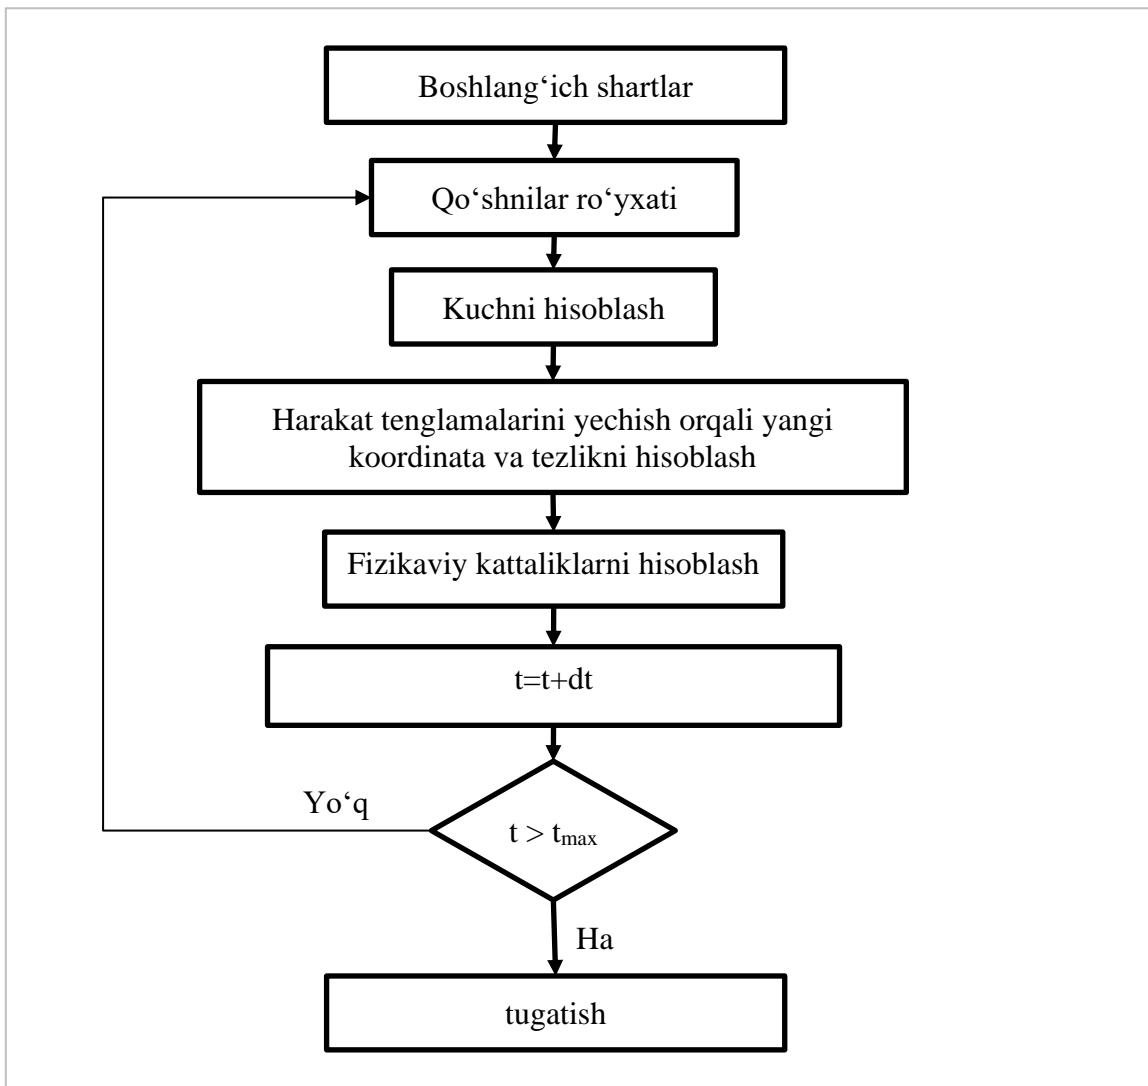 Boshlang‘ich shartlar
Qo‘shnilar ro‘yxati
Kuchni hisoblash
Harakat tenglamalarini yechish orqali yangi
koordinata va tezlikni hisoblash
Fizikaviy kattaliklarni hisoblash
t=t+dt
Yo‘q
t > tmax
Ha
tugatish